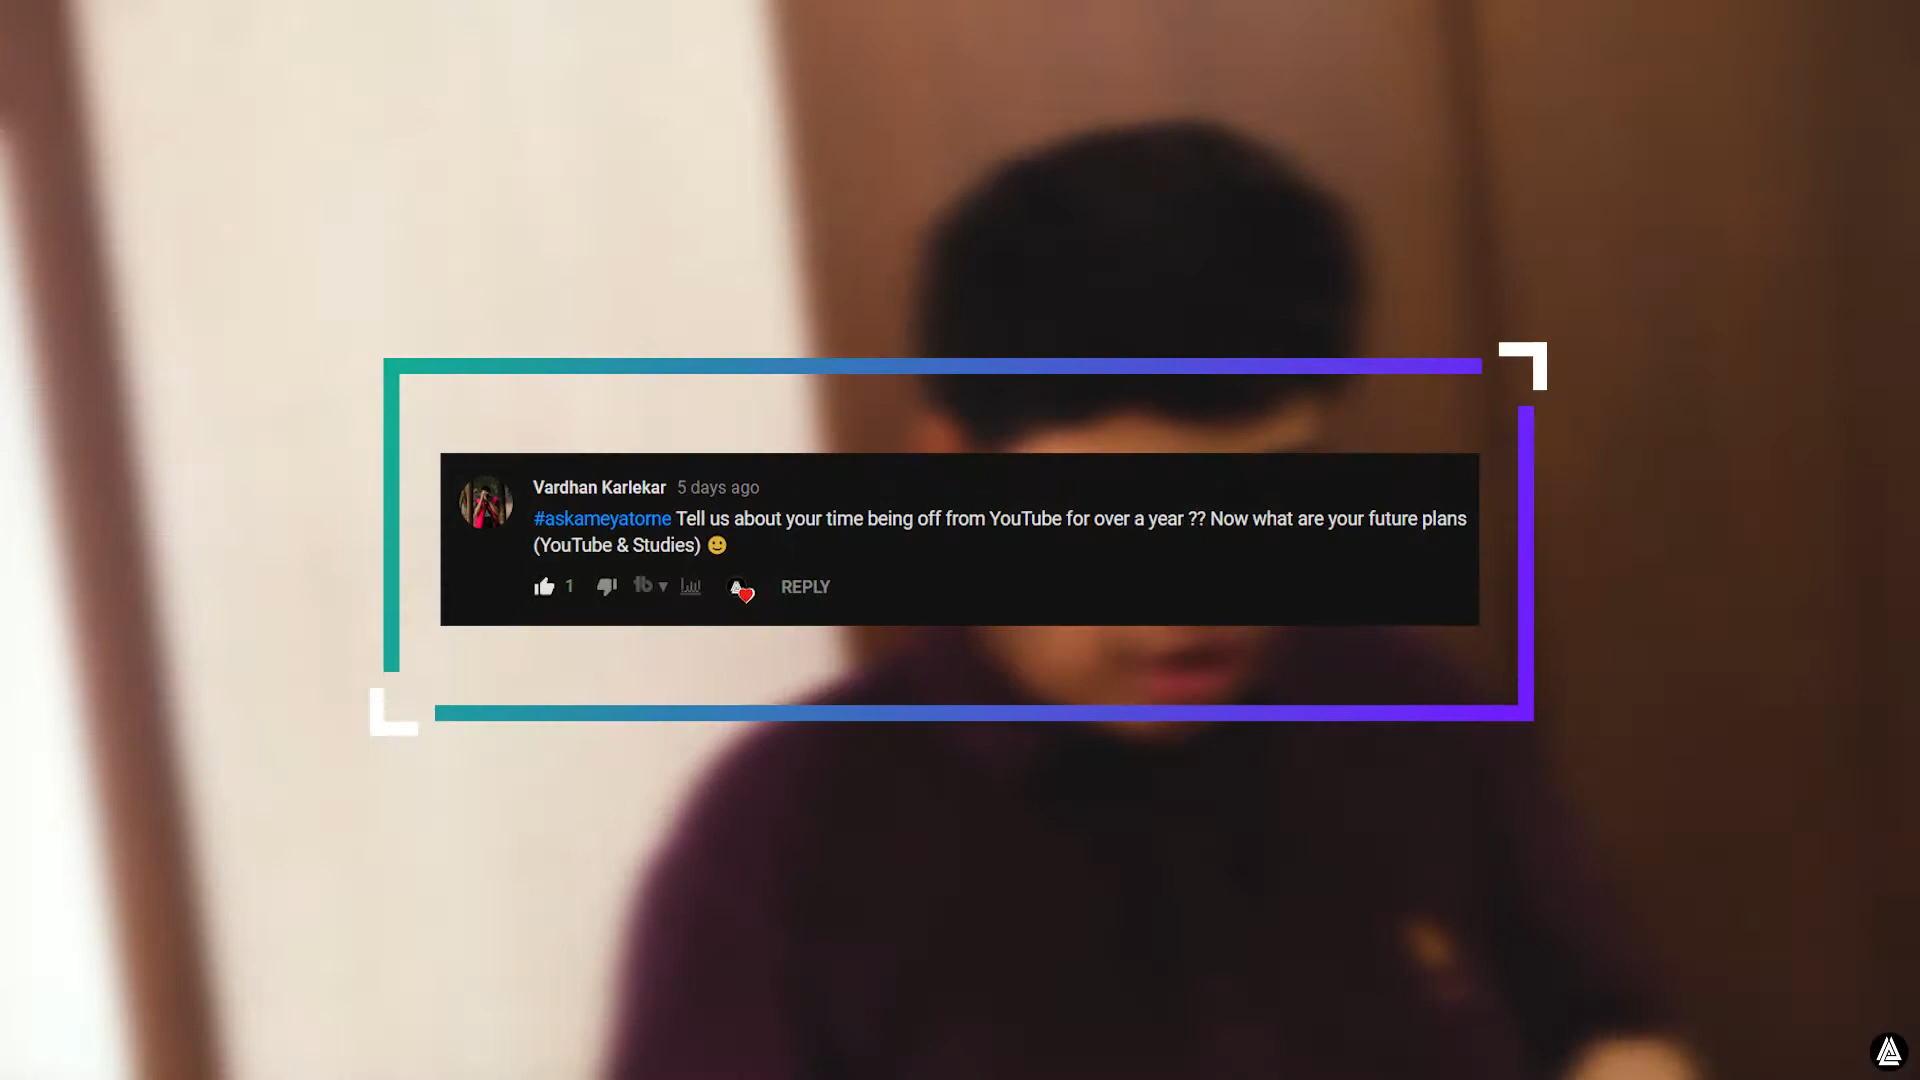 Vardhan Karlekar 5 days ago
#askameyatorne Tell us about your time being off from YouTube for over a year ?? Now what are your future plans
(YouTube & Studies) 🙂
1 REPLY